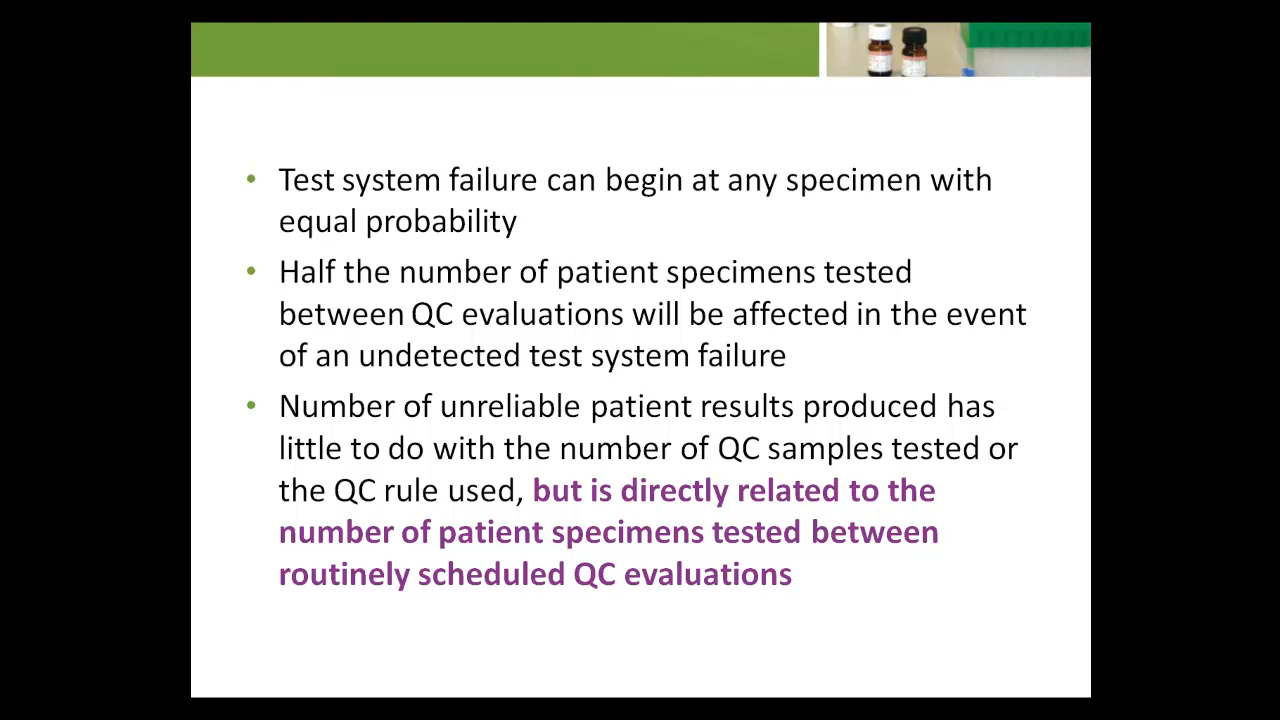 • Test system failure can begin at any specimen with
equal probability
• Half the number of patient specimens tested
between QC evaluations will be affected in the event
of an undetected test system failure
• Number of unreliable patient results produced has
little to do with the number of QC samples tested or
the QC rule used, but is directly related to the
number of patient specimens tested between
routinely scheduled QC evaluations